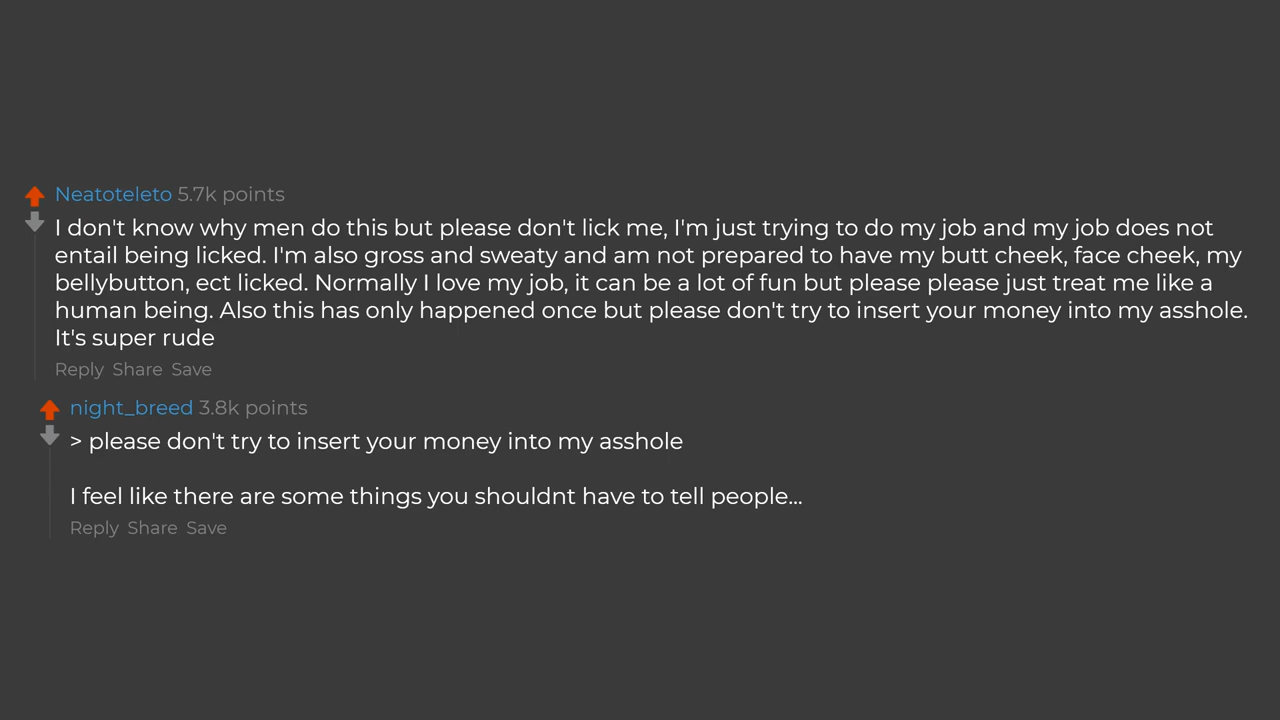 Neatoteleto 5.7k points
I don't know why men do this but please don't lick me, I'm just trying to do my job and my job does not
entail being licked. I'm also gross and sweaty and am not prepared to have my butt cheek, face cheek, my
bellybutton, ect licked. Normally I love my job, it can be a lot of fun but please please just treat me like a
human being. Also this has only happened once but please don't try to insert your money into my asshole.
It's super rude
Reply Share Save
night_breed 3.8k points
> please don't try to insert your money into my asshole
I feel like there are some things you shouldnt have to tell people...
Reply Share Save